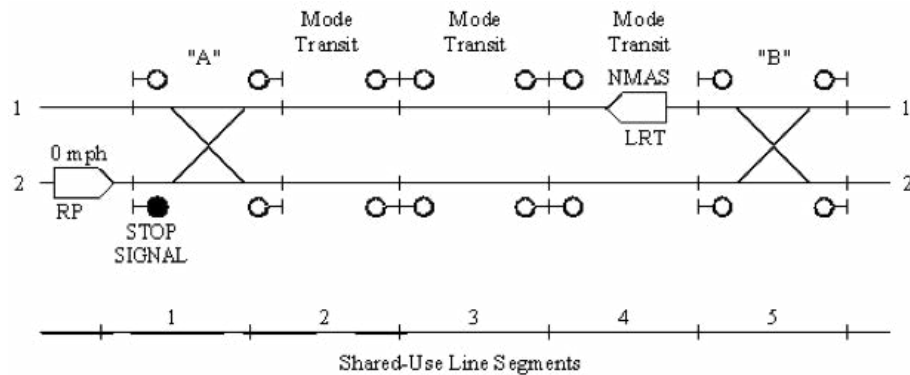 Mode Transit
Mode Transit
Mode Transit
"A"
NMAS
"B"
1
1
LRT
0 mph
2
2
RP
STOP SIGNAL
1
2
3
4
5
Shared-Use Line Segments